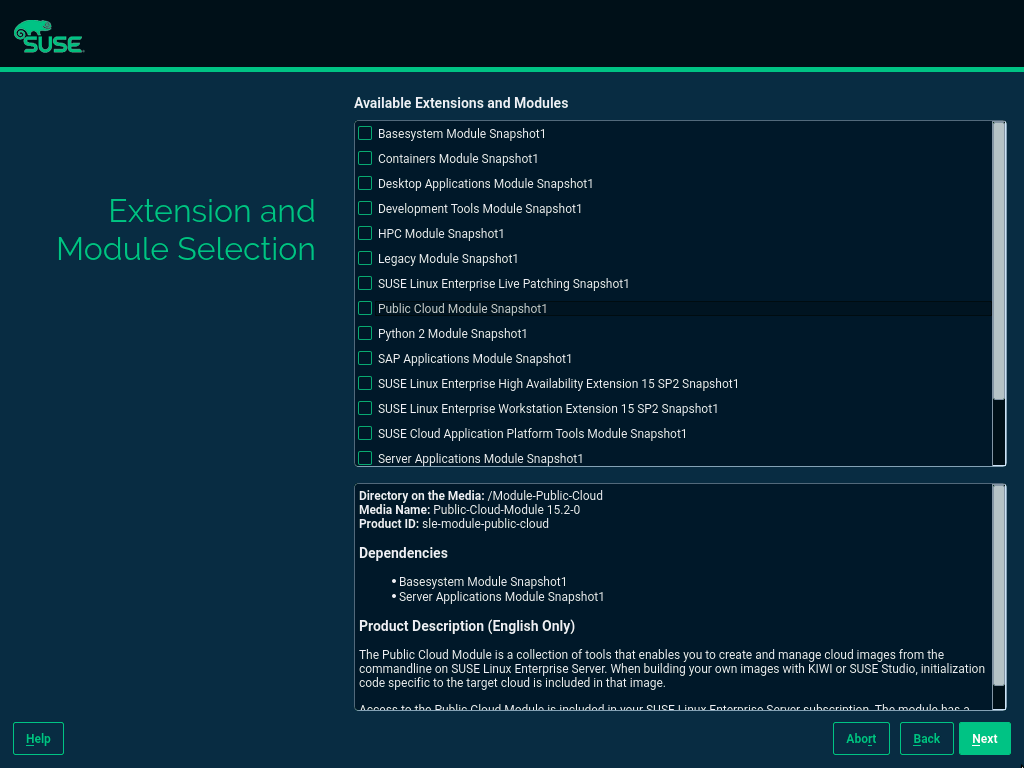 SUSE
Available Extensions and Modules
Extension and
Module Selection
Basesystem Module Snapshot1
Containers Module Snapshot1
Desktop Applications Module Snapshot1
Development Tools Module Snapshot1
HPC Module Snapshot1
Legacy Module Snapshot1
SUSE Linux Enterprise Live Patching Snapshot1
Public Cloud Module Snapshot1
Python 2 Module Snapshot1
SAP Applications Module Snapshot1
SUSE Linux Enterprise High Availability Extension 15 SP2 Snapshot1
SUSE Linux Enterprise Workstation Extension 15 SP2 Snapshot1
SUSE Cloud Application Platform Tools Module Snapshot1
Server Applications Module Snapshot1
Directory on the Media: /Module-Public-Cloud
Media Name: Public-Cloud-Module 15.2-0
Product ID: sle-module-public-cloud
Dependencies
• Basesystem Module Snapshot1
• Server Applications Module Snapshot1
Product Description (English Only)
The Public Cloud Module is a collection of tools that enables you to create and manage cloud images from the
commandline on SUSE Linux Enterprise Server. When building your own images with KIWI or SUSE Studio, initialization
code specific to the target cloud is included in that image.
Access to the Public Cloud Module is included in your SUSE Linux Enterprise Server subscription. The module has a
Help
Abort
Back
Next